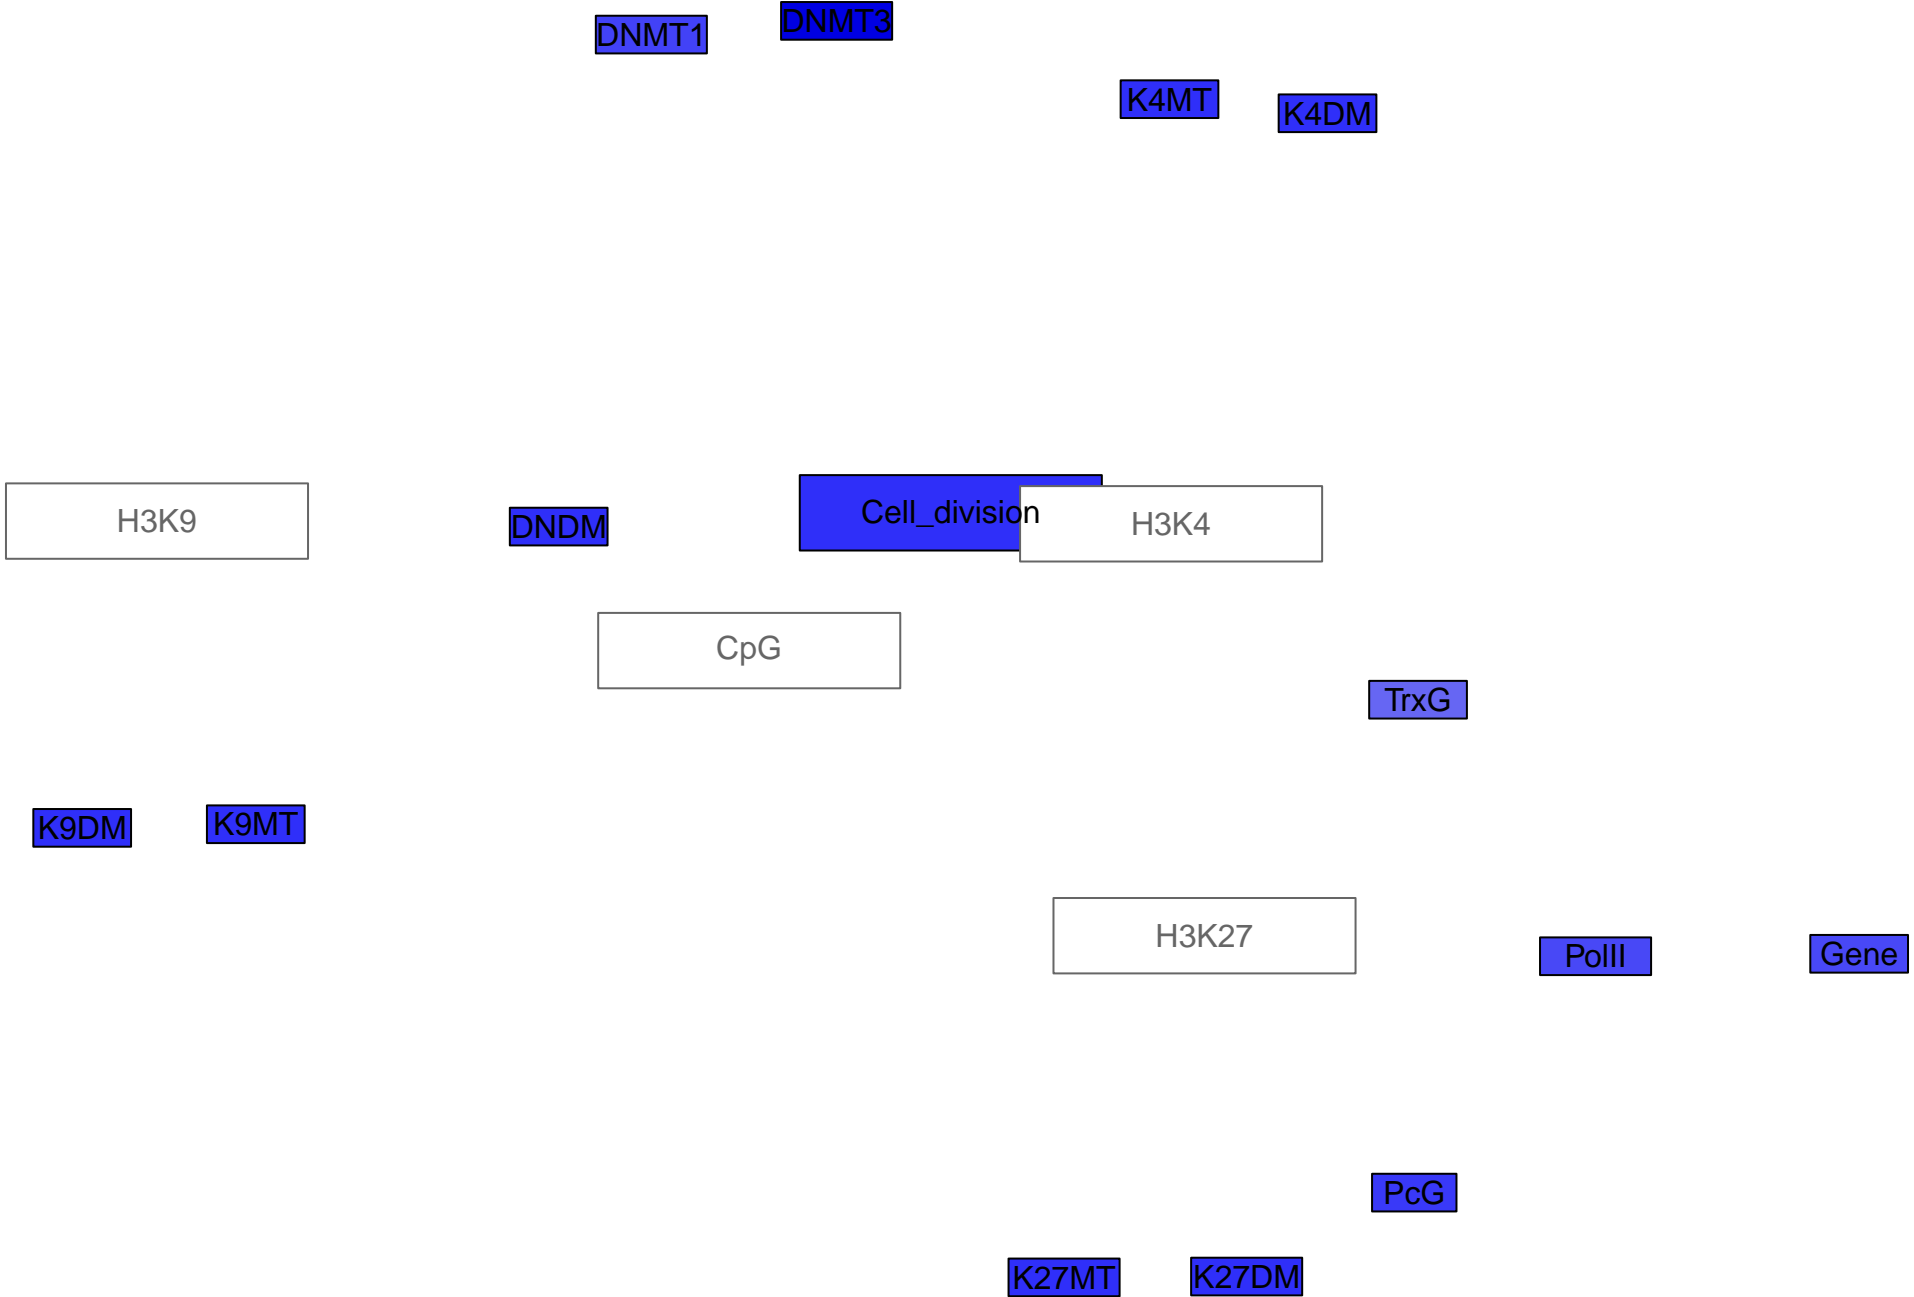 DNMT1
DNMT3
K4MT
K4DM
H3K9
DNDM
Cell_division
H3K4
CpG
TrxG
K9DM
K9MT
H3K27
PolII
Gene
PcG
K27MT
K27DM